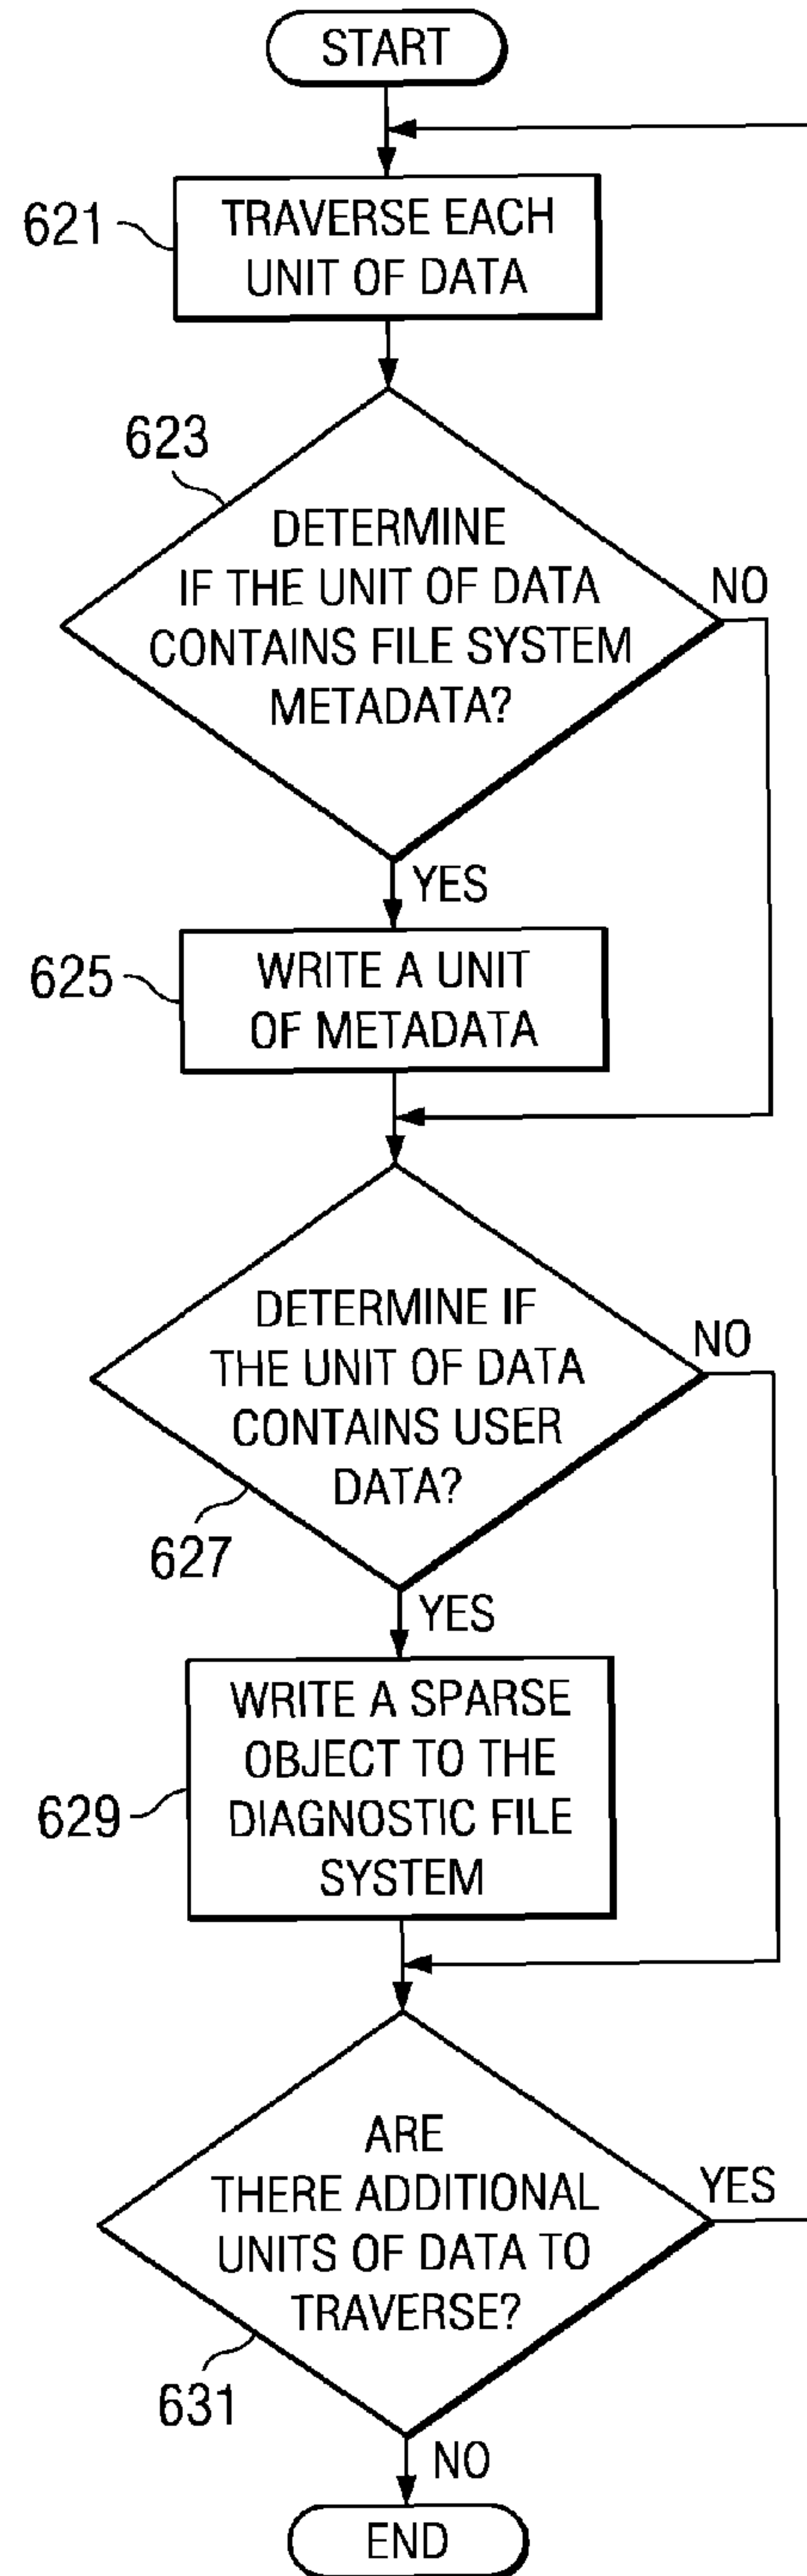 START
621
TRAVERSE EACH
UNIT OF DATA
623
DETERMINE
IF THE UNIT OF DATA
CONTAINS FILE SYSTEM
METADATA?
NO
YES
625
WRITE A UNIT
OF METADATA
DETERMINE IF
THE UNIT OF DATA
CONTAINS USER
DATA?
NO
627
YES
629
WRITE A SPARSE
OBJECT TO THE
DIAGNOSTIC FILE
SYSTEM
ARE
THERE ADDITIONAL
UNITS OF DATA TO
TRAVERSE?
YES
631
NO
END